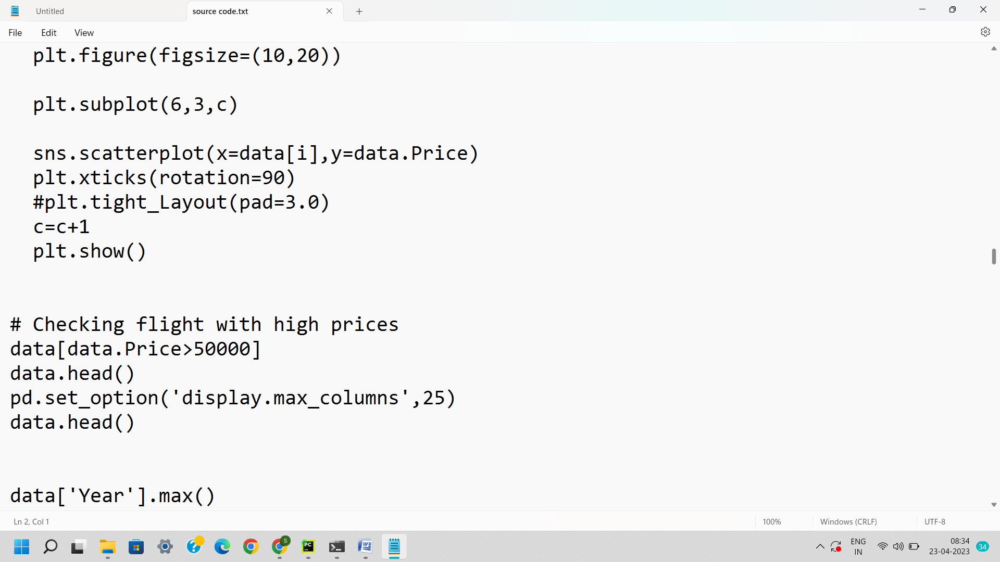 Untitled
source code.txt
File Edit View
plt.figure(figsize=(10,20))
plt.subplot(6,3,c)
sns.scatterplot(x=data[i],y=data.Price)
plt.xticks(rotation=90)
#plt.tight_Layout(pad=3.0)
c=c+1
plt.show()
# Checking flight with high prices
data[data.Price>50000]
data.head()
pd.set_option('display.max_columns',25)
data.head()
data['Year'].max()
Ln 2, Col 1
100%
Windows (CRLF)
UTF-8
S
PC
W
ENG
IN
08:34
23-04-2023
34